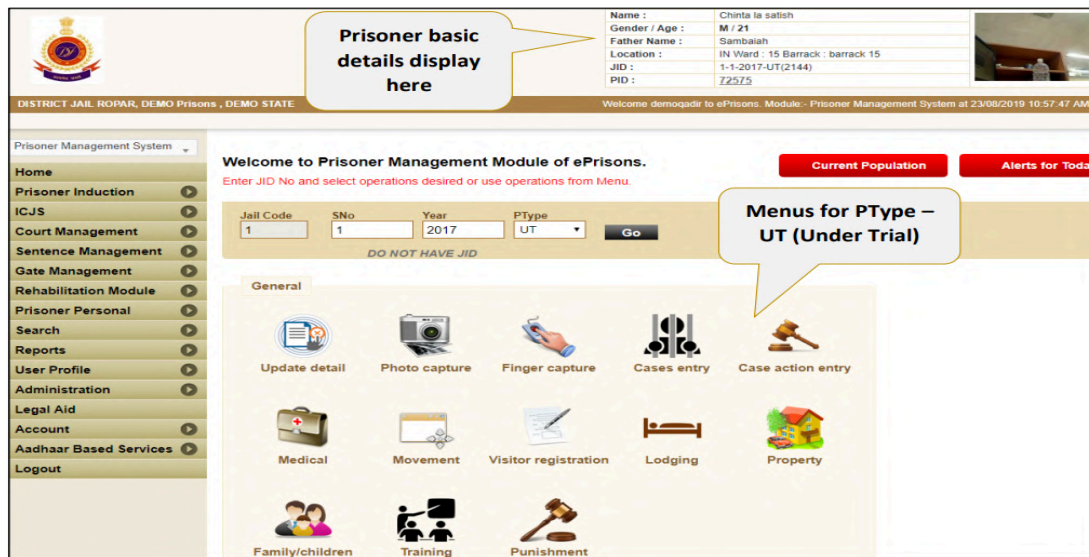 Prisoner basic
details display
here
Name : Chinta la satish
Gender / Age : M / 21
Father Name : Sambaiah
Location : IN Ward : 15 Barrack : barrack 15
JID : 1-1-2017-UT(2144)
PID : 72575
DISTRICT JAIL ROPAR, DEMO Prisons , DEMO STATE
Welcome demoqadir to ePrisons. Module:- Prisoner Management System at 23/08/2019 10:57:47 AM
Prisoner Management System
Home
Prisoner Induction
ICJS
Court Management
Sentence Management
Gate Management
Rehabilitation Module
Prisoner Personal
Search
Reports
User Profile
Administration
Legal Aid
Account
Aadhaar Based Services
Logout
Welcome to Prisoner Management Module of ePrisons.
Enter JID No and select operations desired or use operations from Menu.
Current Population
Alerts for Toda
Jail Code SNo Year PType
1 1 2017 UT Go
DO NOT HAVE JID
Menus for PType –
UT (Under Trial)
General
Update detail Photo capture Finger capture Cases entry Case action entry
Medical Movement Visitor registration Lodging Property
Family/children Training Punishment